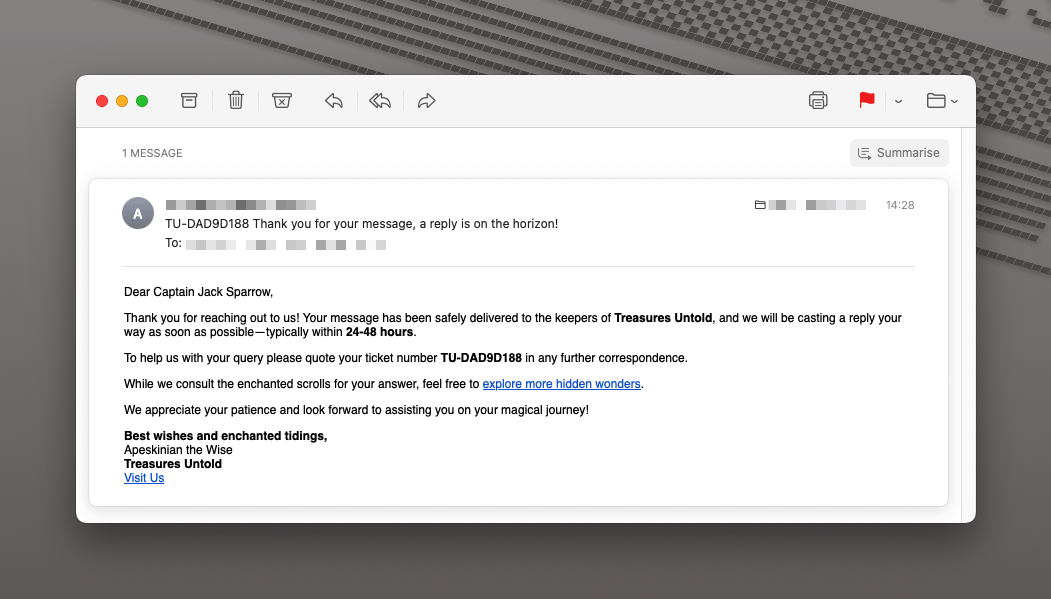 1 MESSAGE
Summarise
A
14:28
TU-DAD9D188 Thank you for your message, a reply is on the horizon!
To:
Dear Captain Jack Sparrow,
Thank you for reaching out to us! Your message has been safely delivered to the keepers of Treasures Untold, and we will be casting a reply your
way as soon as possible—typically within 24-48 hours.
To help us with your query please quote your ticket number TU-DAD9D188 in any further correspondence.
While we consult the enchanted scrolls for your answer, feel free to explore more hidden wonders.
We appreciate your patience and look forward to assisting you on your magical journey!
Best wishes and enchanted tidings,
Apeskinian the Wise
Treasures Untold
Visit Us